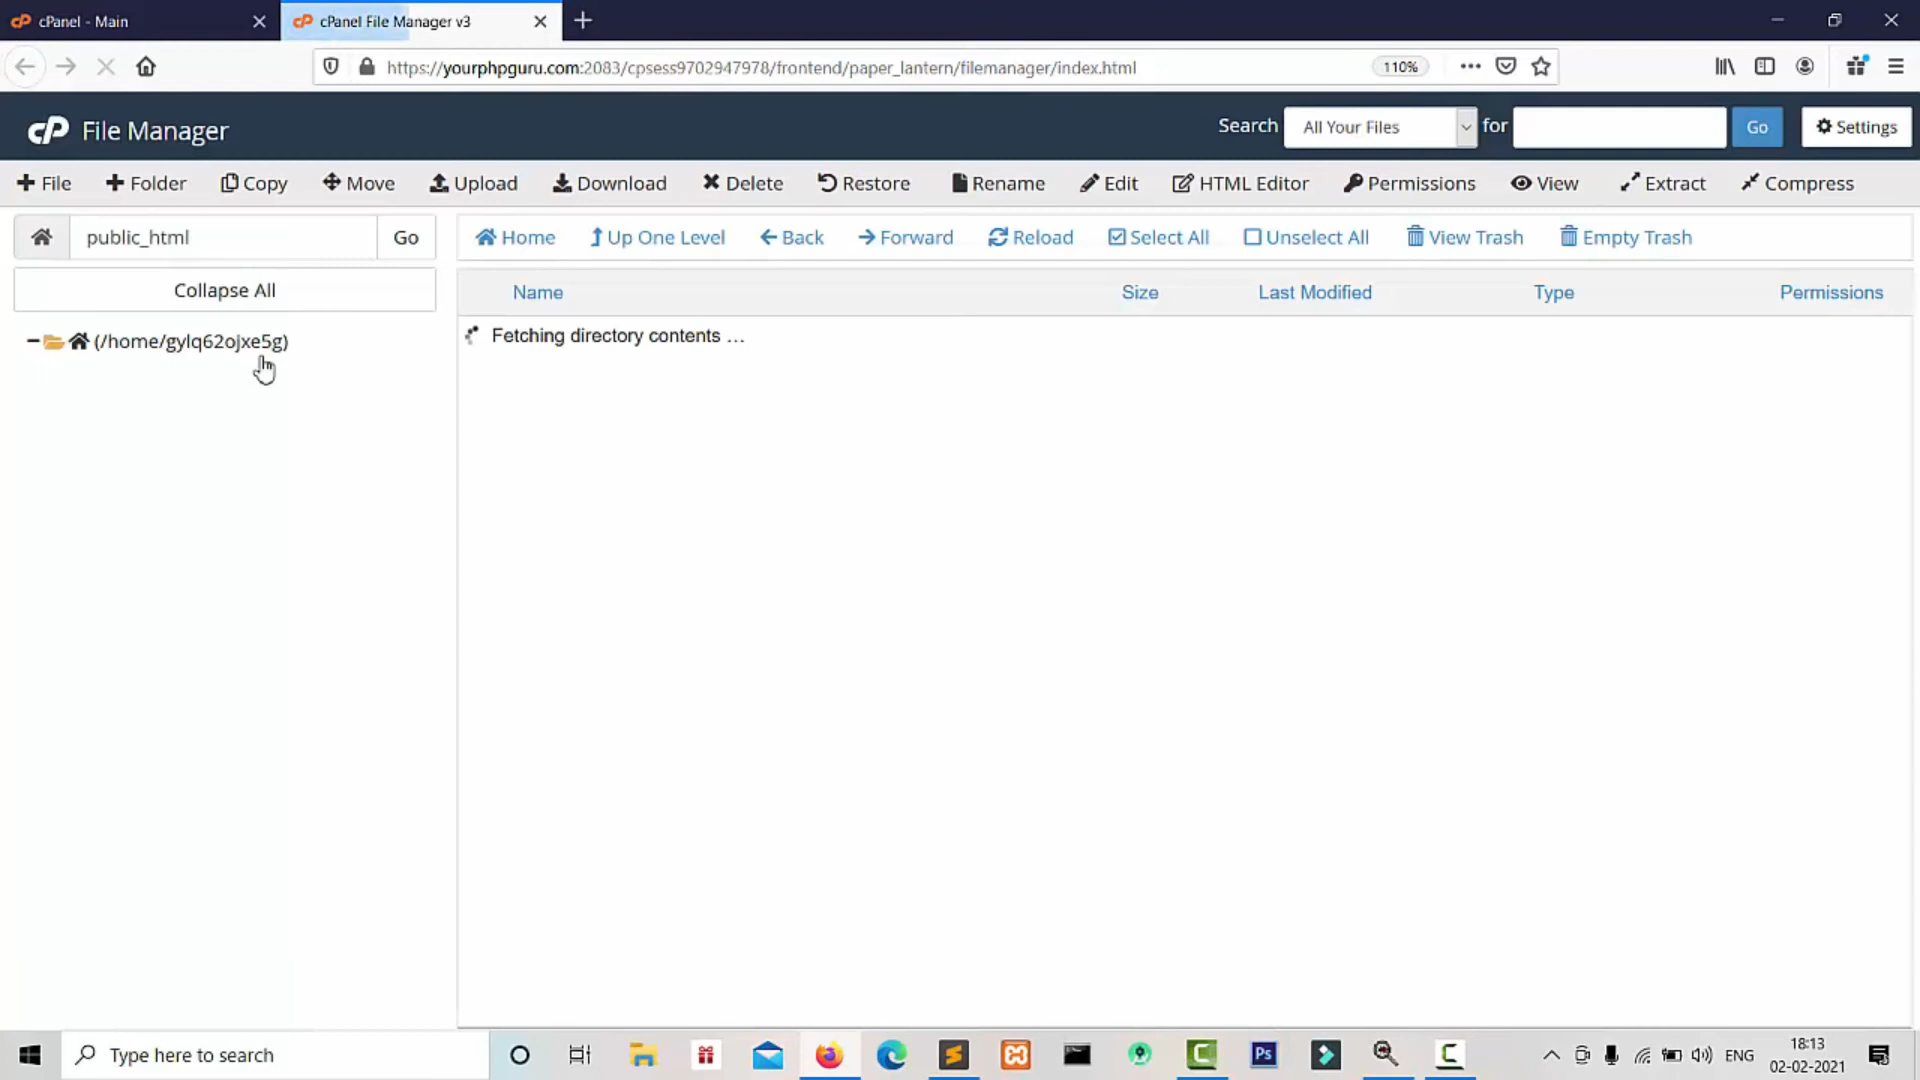 cPanel - Main
cPanel File Manager v3
https://yourphpguru.com:2083/cpsess9702947978/frontend/paper_lantern/filemanager/index.html
110%
cP File Manager
Search All Your Files for Go Settings
File Folder Copy Move Upload Download Delete Restore Rename Edit HTML Editor Permissions View Extract Compress
public_html Go
Home Up One Level Back Forward Reload Select All Unselect All View Trash Empty Trash
Collapse All
Name Size Last Modified Type Permissions
(/home/gylq62ojxe5g)
Fetching directory contents …
Type here to search
Ps
ENG
18:13
02-02-2021